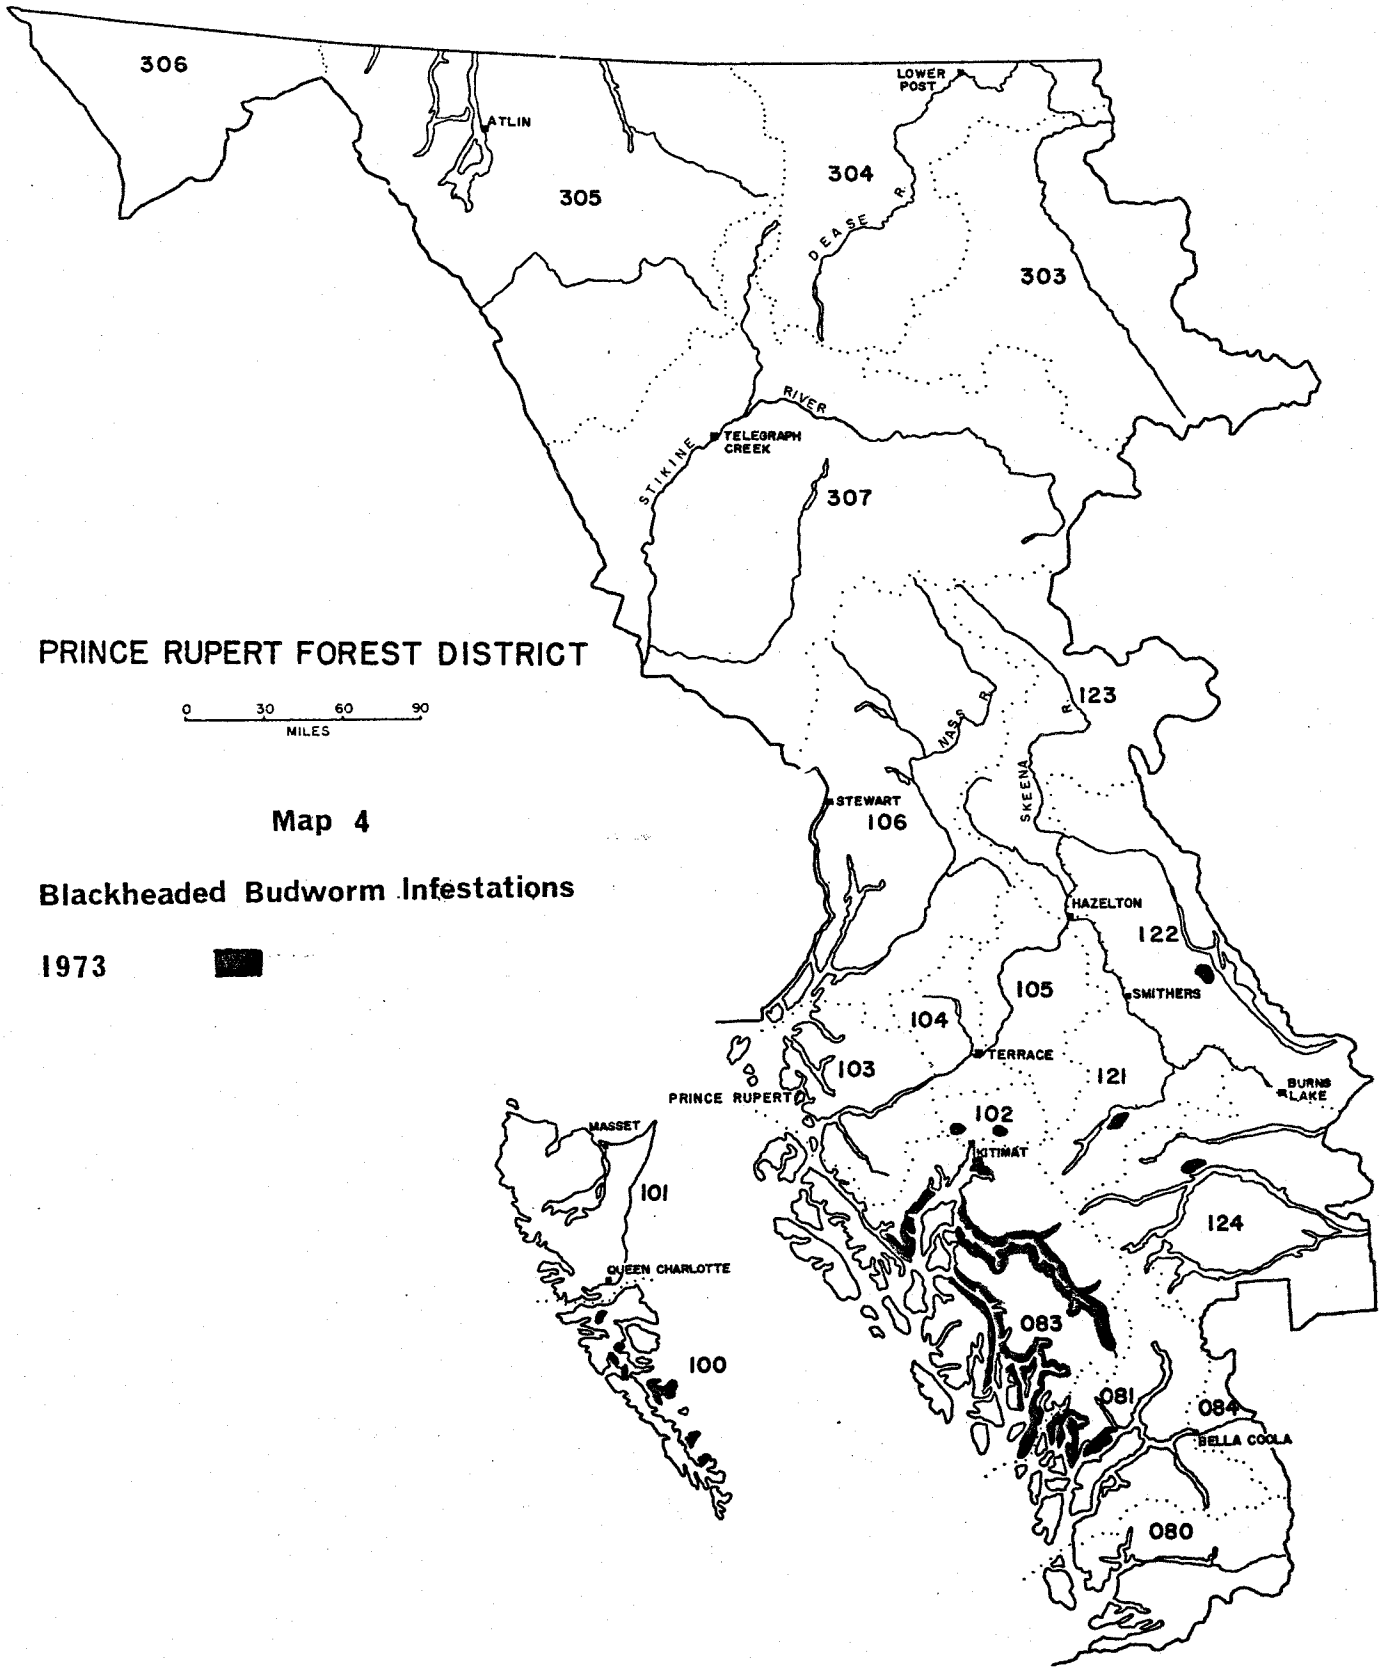 306
LOWER
POST
ATLIN
304
305
DEASE R.
303
RIVER
TELEGRAPH
CREEK
STIKINE
307
PRINCE RUPERT FOREST DISTRICT
0 30 60 90
MILES
123
NASS R.
R.
SKEENA
STEWART
106
Map 4
Blackheaded Budworm Infestations
HAZELTON
122
1973
105
SMITHERS
104
TERRACE
103
121
BURNS
LAKE
PRINCE RUPERT
102
MASSET
KITIMAT
101
124
QUEEN CHARLOTTE
083
100
081
084
BELLA COOLA
080